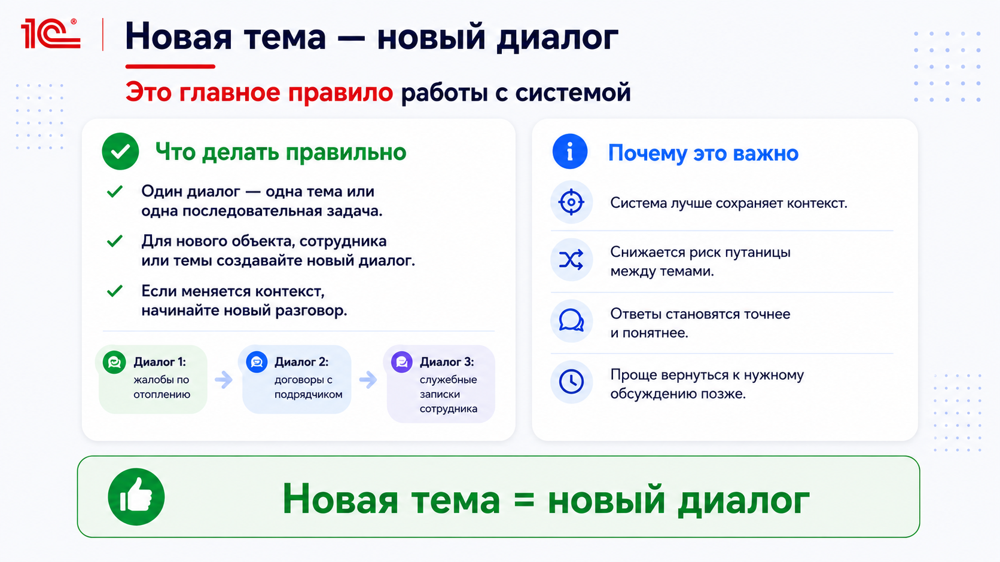 1С®
Новая тема — новый диалог
Это главное правило работы с системой
Что делать правильно
Один диалог — одна тема или
одна последовательная задача.
Для нового объекта, сотрудника
или темы создавайте новый диалог.
Если меняется контекст,
начинайте новый разговор.
Диалог 1:
жалобы по
отоплению
Диалог 2:
договоры с
подрядчиком
Диалог 3:
служебные
записки
сотрудника
Почему это важно
Система лучше сохраняет контекст.
Снижается риск путаницы
между темами.
Ответы становятся точнее
и понятнее.
Проще вернуться к нужному
обсуждению позже.
Новая тема = новый диалог